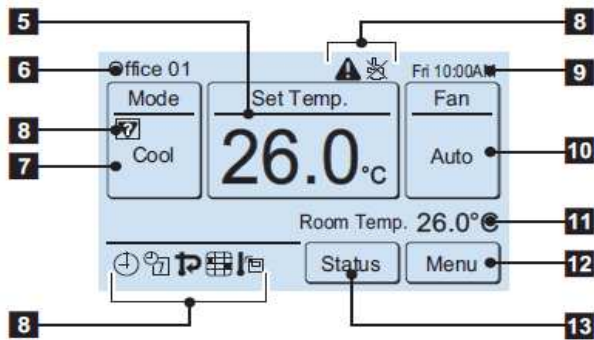 5 8
6 Office 01 Fri 10:00AM 9
Mode Set Temp. Fan
8
7 Cool 26.0°C Auto 10
Room Temp. 26.0°C 11
Status Menu 12
8 13